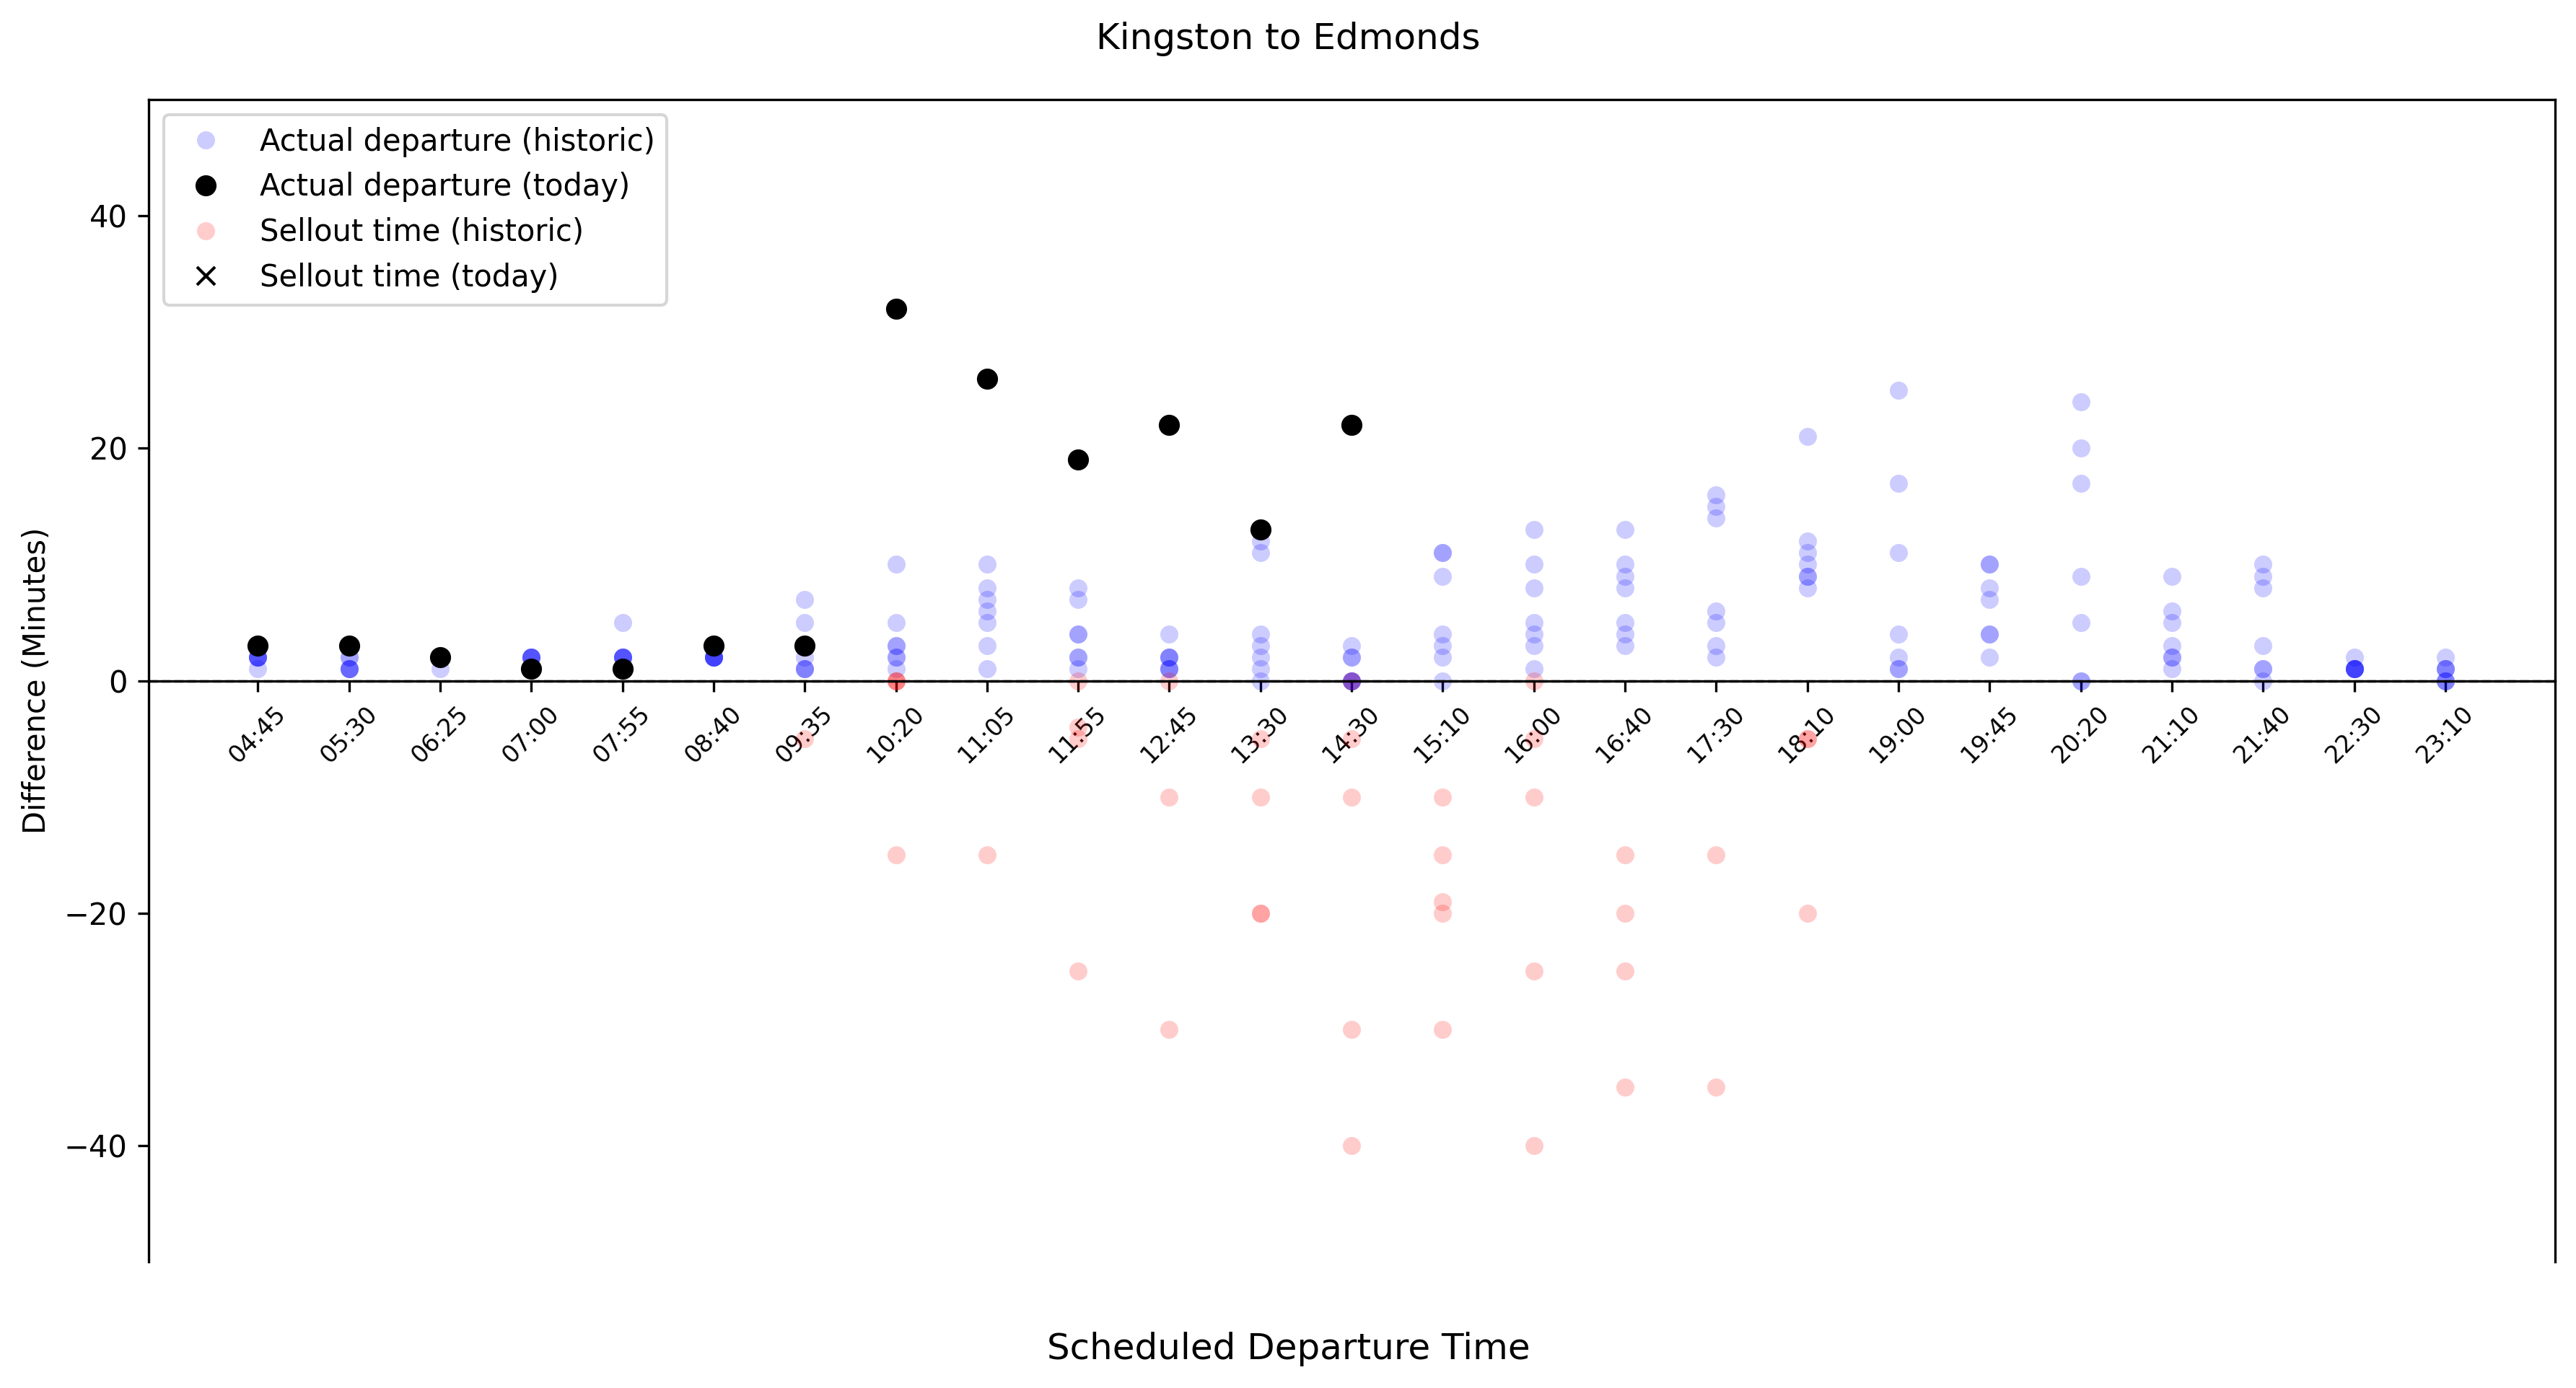 Kingston to Edmonds
Actual departure (historic)
Actual departure (today)
Sellout time (historic)
Sellout time (today)
40
20
0
−20
−40
Difference (Minutes)
04:45 05:30 06:25 07:00 07:55 08:40 09:35 10:20 11:05 11:55 12:45 13:30 14:30 15:10 16:00 16:40 17:30 18:10 19:00 19:45 20:20 21:10 21:40 22:30 23:10
Scheduled Departure Time